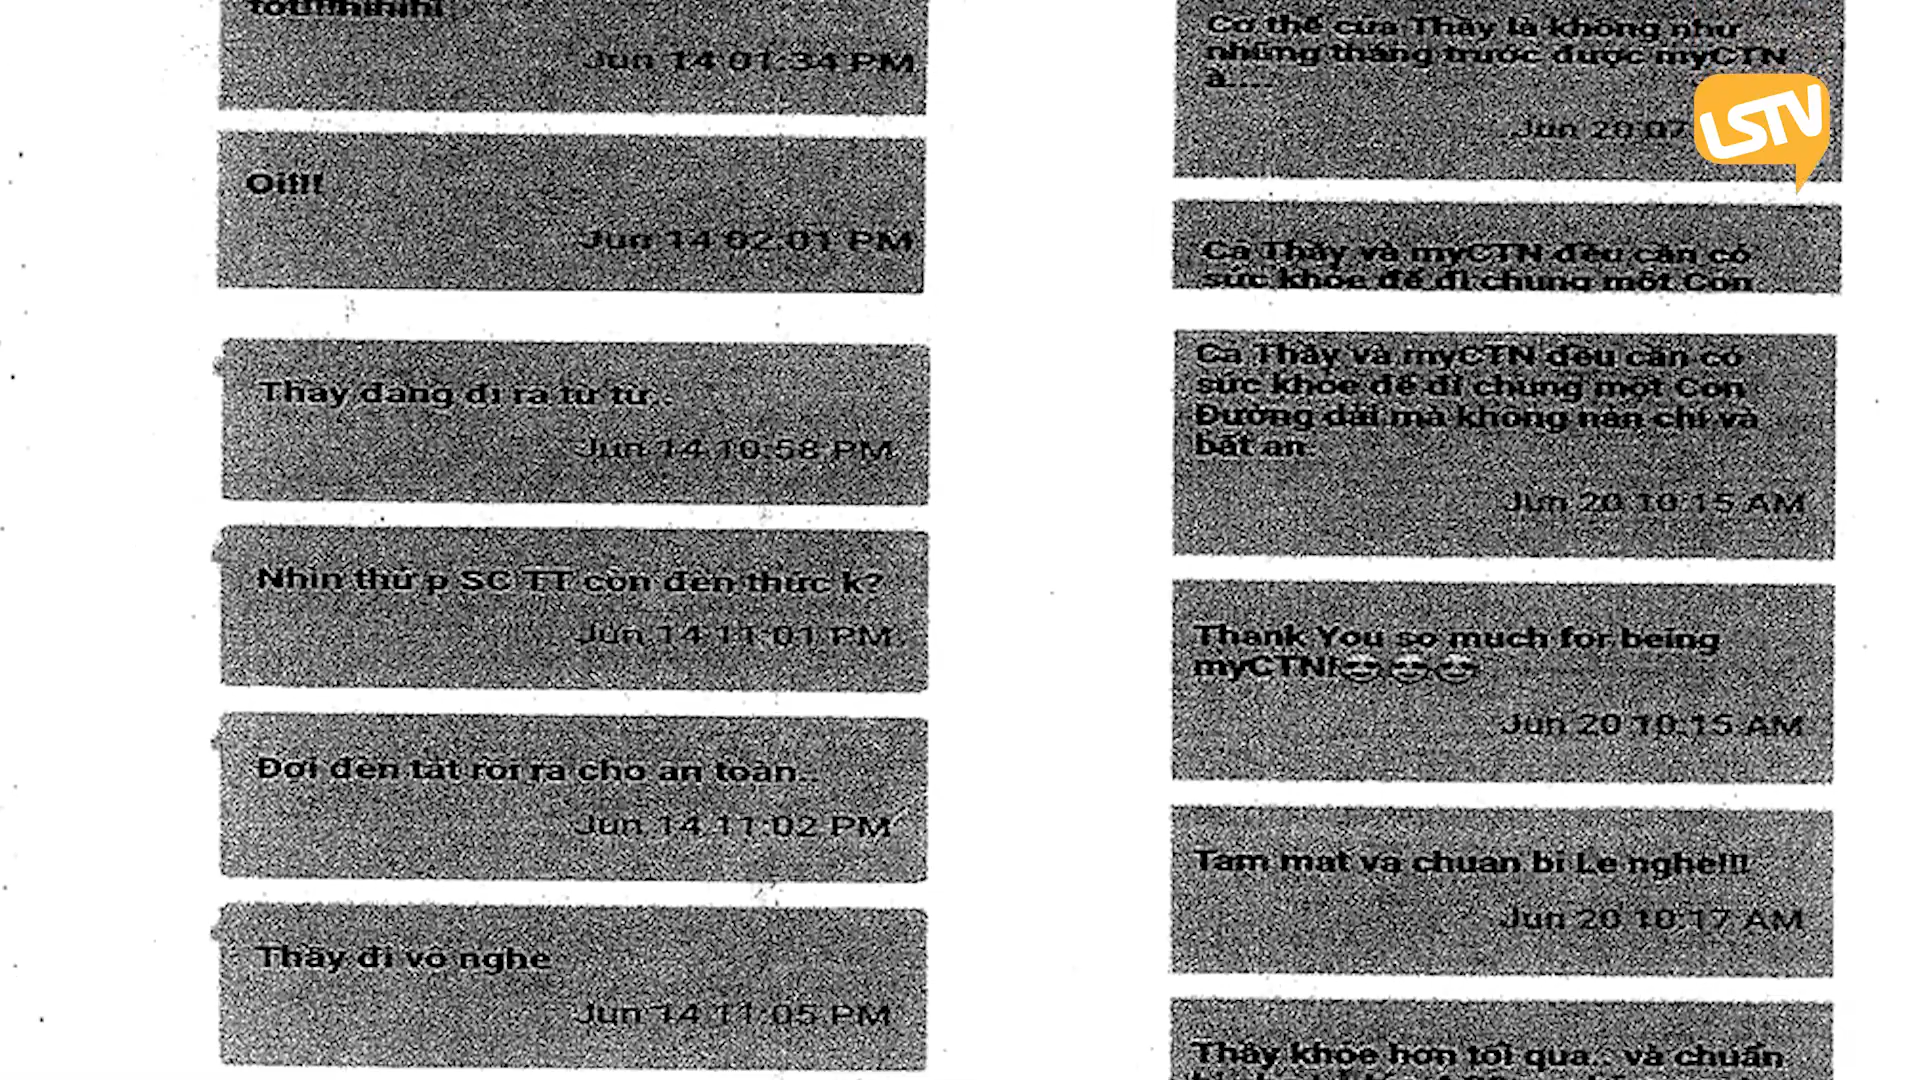 Jun 14 01:34 PM
Oi!!!
Jun 14 02:01 PM
Thầy đang đi ra từ từ..
Jun 14 10:58 PM
Nhìn thử p SC TT còn đèn thức k?
Jun 14 11:01 PM
Đợi đèn tắt rồi ra cho an toàn..
Jun 14 11:02 PM
Thầy đi vô nghe
Jun 14 11:05 PM
Cơ thể của Thầy là không như
những tháng trước được myCTN
à....
Jun 20 07
LSTV
Cả Thầy và myCTN đều cần có
sức khỏe để đi chung một Con
Cả Thầy và myCTN đều cần có
sức khỏe để đi chung một Con
Đường dài mà không nản chí và
bất an.
Jun 20 10:15 AM
Thank You so much for being
myCTN!
Jun 20 10:15 AM
Tam mat va chuan bi Le nghe!!!
Jun 20 10:17 AM
Thầy khỏe hơn tối qua.. và chuẩn